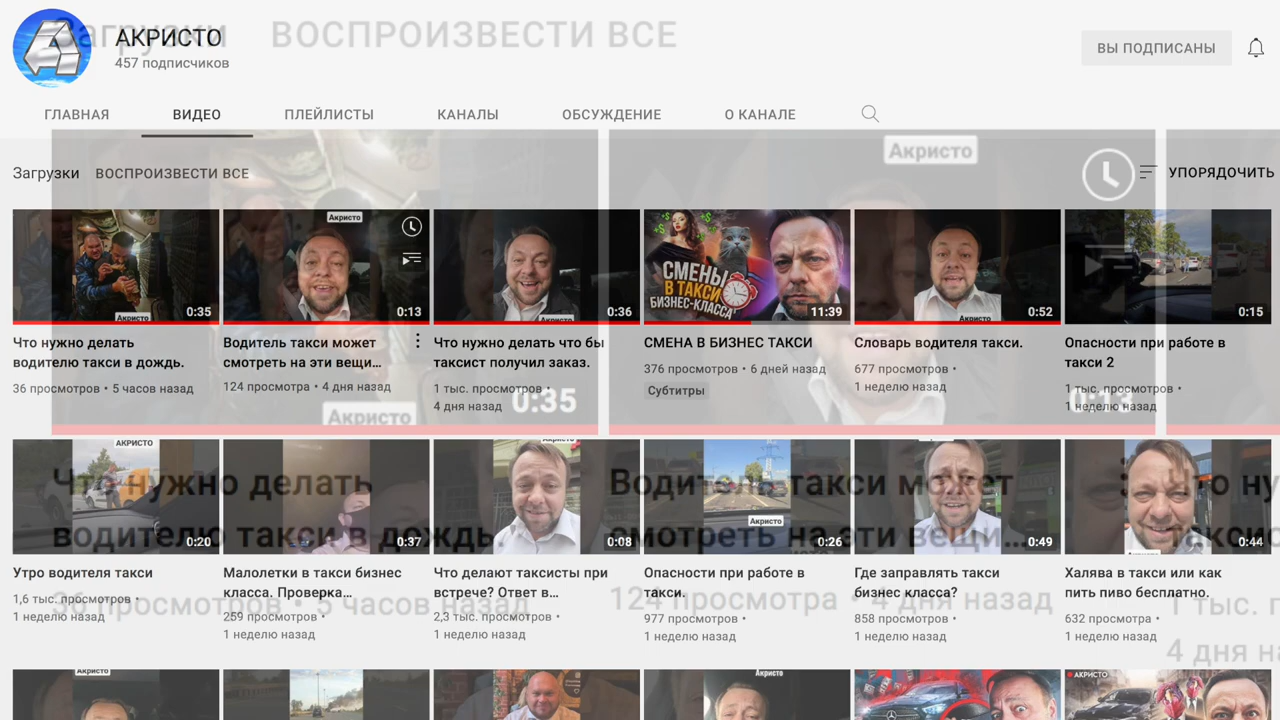 Загрузки ВОСПРОИЗВЕСТИ ВСЕ
АКРИСТО
457 подписчиков
ВЫ ПОДПИСАНЫ
ГЛАВНАЯ ВИДЕО ПЛЕЙЛИСТЫ КАНАЛЫ ОБСУЖДЕНИЕ О КАНАЛЕ
Акристо
Загрузки ВОСПРОИЗВЕСТИ ВСЕ УПОРЯДОЧИТЬ
Акристо
СМЕНЫ
В ТАКСИ
БИЗНЕС-КЛАССА
Акристо 0:35 0:13 Акристо 0:36 11:39 Акристо 0:52 0:15
Что нужно делать
водителю такси в дождь.
36 просмотров • 5 часов назад
Водитель такси может
смотреть на эти вещи...
124 просмотра • 4 дня назад
Что нужно делать что бы
таксист получил заказ.
1 тыс. просмотров •
4 дня назад
СМЕНА В БИЗНЕС ТАКСИ
376 просмотров • 6 дней назад
Субтитры
Словарь водителя такси.
677 просмотров •
1 неделю назад
Опасности при работе в
такси 2
1 тыс. просмотров •
1 неделю назад
Акристо 0:35 0:13
АКРИСТО Акристо
Акристо
0:20 0:37 0:08 0:26 0:49 0:44
Что нужно делать
водителю такси в дождь.
Водитель такси может
смотреть на эти вещи...
Утро водителя такси
1,6 тыс. просмотров •
1 неделю назад
Малолетки в такси бизнес
класса. Проверка...
259 просмотров •
1 неделю назад
Что делают таксисты при
встрече? Ответ в...
2,3 тыс. просмотров •
1 неделю назад
Опасности при работе в
такси.
977 просмотров •
1 неделю назад
Где заправлять такси
бизнес класса?
858 просмотров •
1 неделю назад
Халява в такси или как
пить пиво бесплатно.
632 просмотра •
1 неделю назад
36 просмотров • 5 часов назад
124 просмотра • 4 дня назад
тыс.
4 дня
Акристо Акристо АКРИСТО